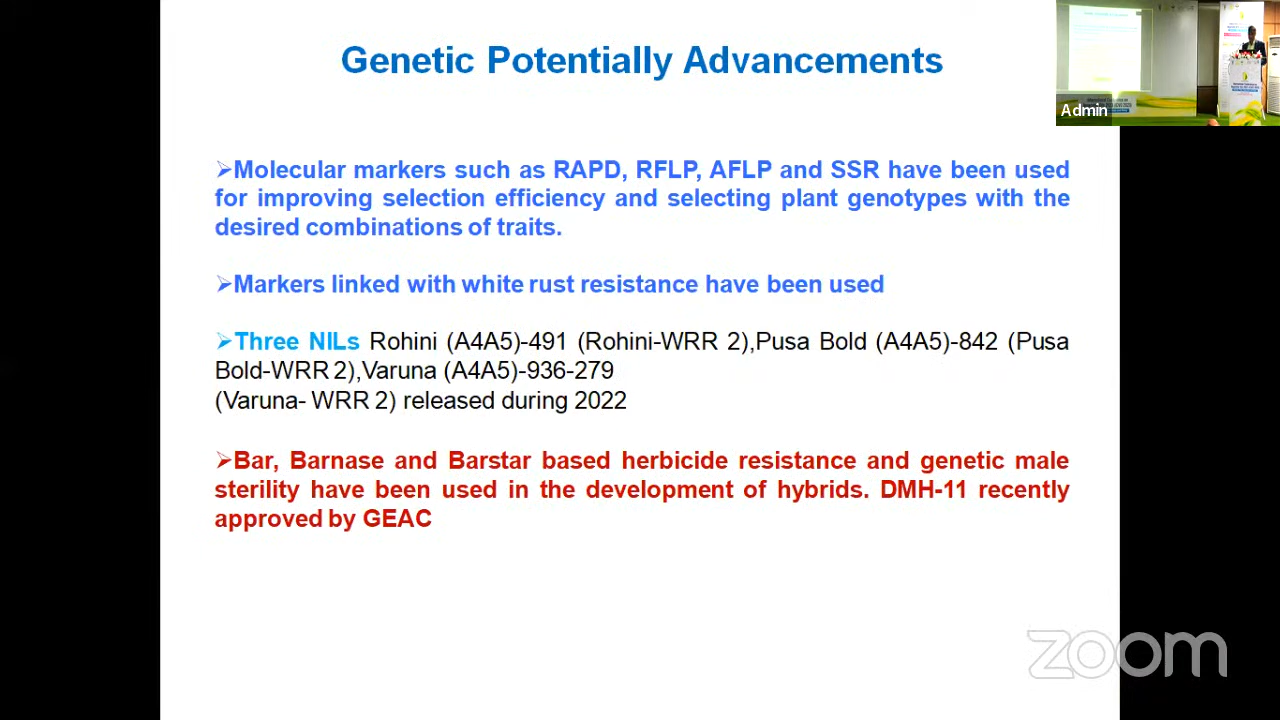 Genetic Potentially Advancements
➢Molecular markers such as RAPD, RFLP, AFLP and SSR have been used
for improving selection efficiency and selecting plant genotypes with the
desired combinations of traits.
➢Markers linked with white rust resistance have been used
➢Three NILs Rohini (A4A5)-491 (Rohini-WRR 2),Pusa Bold (A4A5)-842 (Pusa
Bold-WRR 2),Varuna (A4A5)-936-279
(Varuna- WRR 2) released during 2022
➢Bar, Barnase and Barstar based herbicide resistance and genetic male
sterility have been used in the development of hybrids. DMH-11 recently
approved by GEAC
Admin
zoom